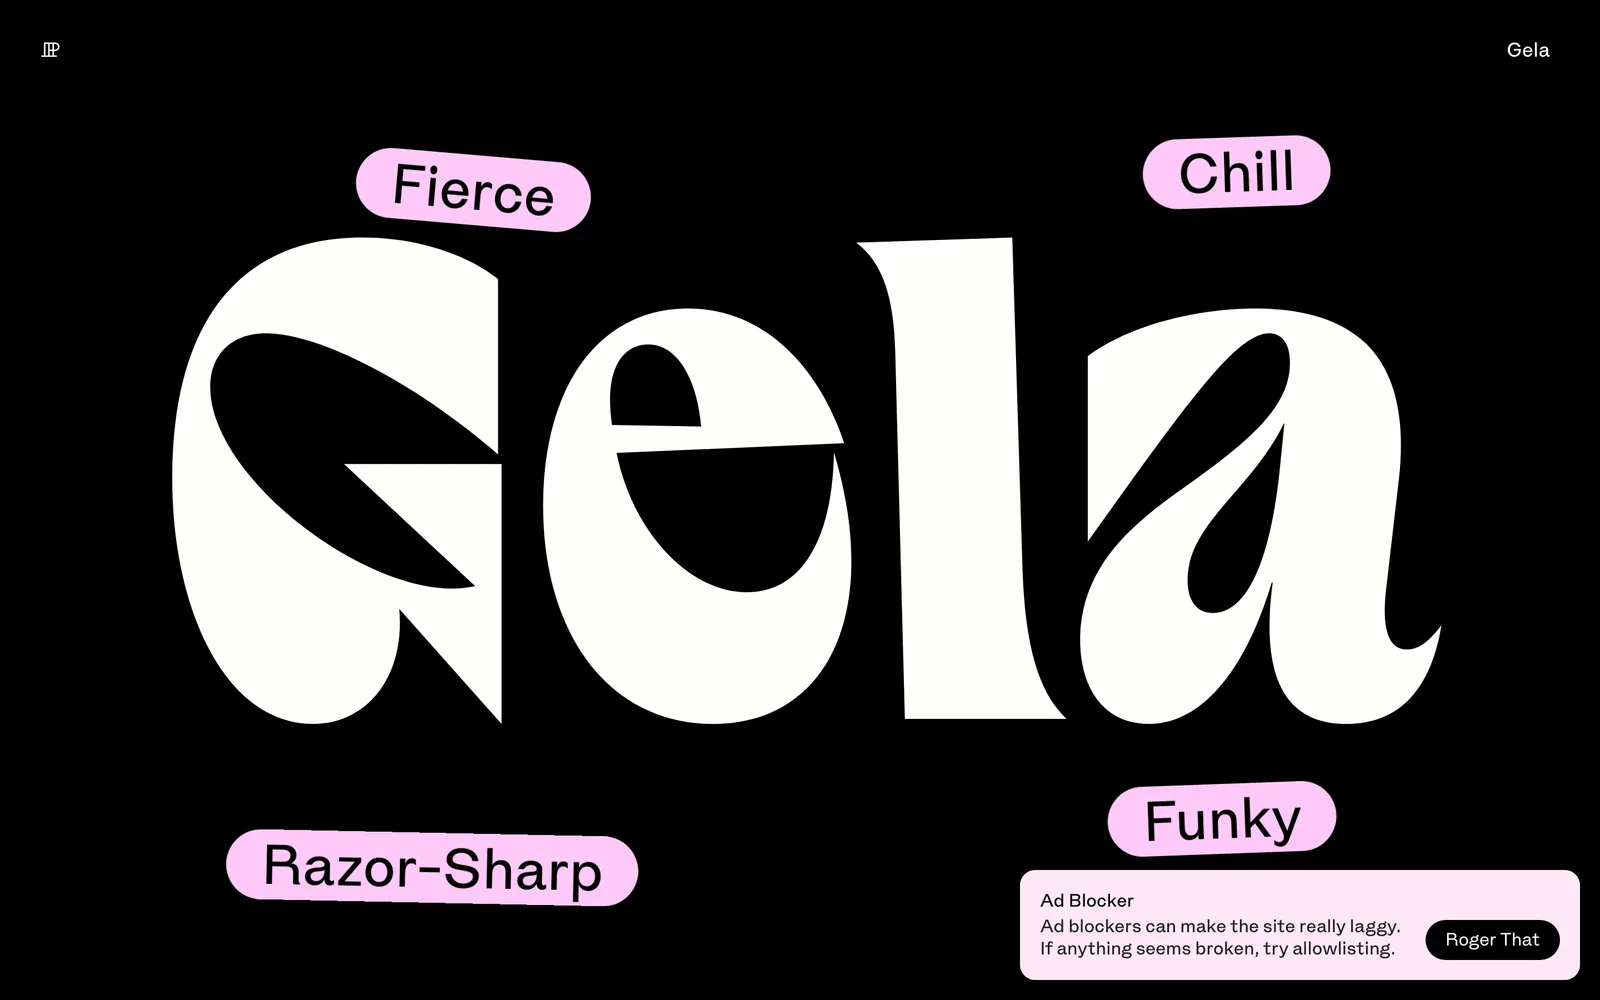 Gela
Fierce
Chill
Gela
Razor-Sharp
Funky
Ad Blocker
Ad blockers can make the site really laggy.
If anything seems broken, try allowlisting.
Roger That